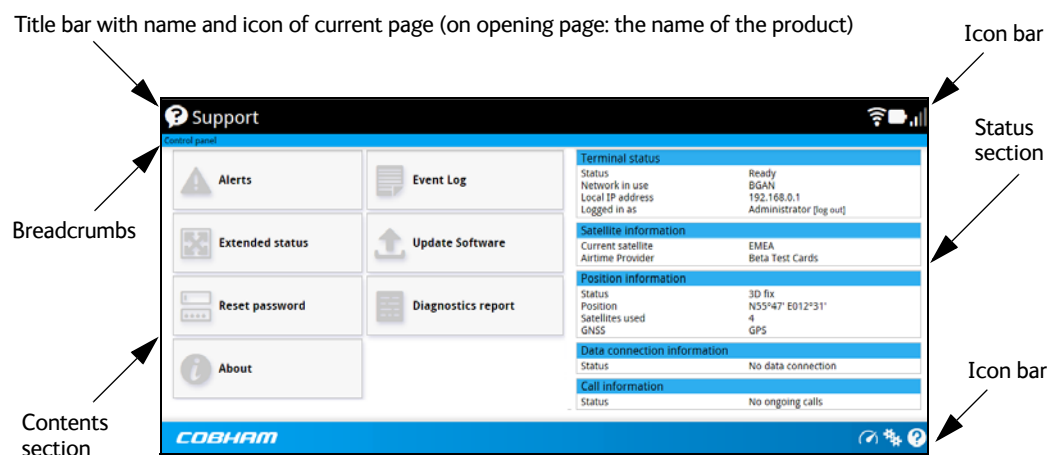 Title bar with name and icon of current page (on opening page: the name of the product)
Icon bar
Support
Control panel
Status
section
Breadcrumbs
Alerts
Event Log
Extended status
Update Software
Reset password
Diagnostics report
About
Terminal status
Status Ready
Network in use BGAN
Local IP address 192.168.0.1
Logged in as Administrator [log out]
Satellite information
Current satellite EMEA
Airtime Provider Beta Test Cards
Position information
Status 3D fix
Position N55°47' E012°31'
Satellites used 4
GNSS GPS
Data connection information
Status No data connection
Call information
Status No ongoing calls
Icon bar
Contents
section
COBHAM